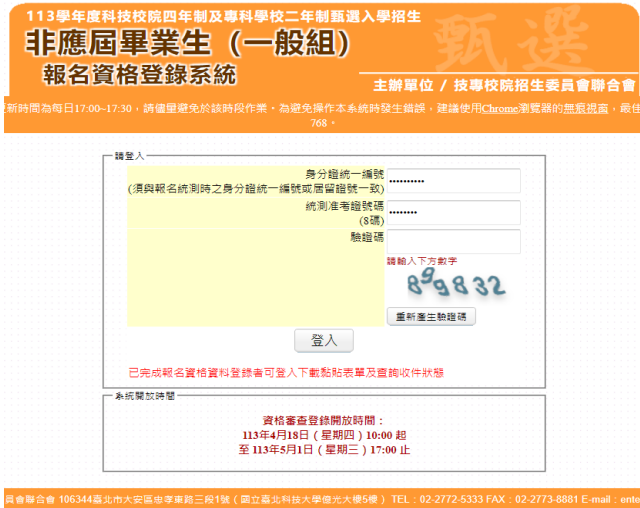 113學年度科技校院四年制及專科學校二年制甄選入學招生
甄選
非應屆畢業生（一般組）
報名資格登錄系統
主辦單位 / 技專校院招生委員會聯合會
新時間為每日17:00~17:30，請儘量避免於該時段作業。為避免操作本系統時發生錯誤，建議使用Chrome瀏覽器的無痕視窗，最佳
768。
請登入
身分證統一編號
(須與報名統測時之身分證統一編號或居留證號一致)
統測准考證號碼
(8碼)
驗證碼
請輸入下方數字
899832
重新產生驗證碼
登入
已完成報名資格資料登錄者可登入下載黏貼表單及查詢收件狀態
系統開放時間
資格審查登錄開放時間：
113年4月18日（星期四）10:00 起
至 113年5月1日（星期三）17:00 止
員會聯合會 106344臺北市大安區忠孝東路三段1號（國立臺北科技大學億光大樓5樓） TEL：02-2772-5333 FAX：02-2773-8881 E-mail：ente